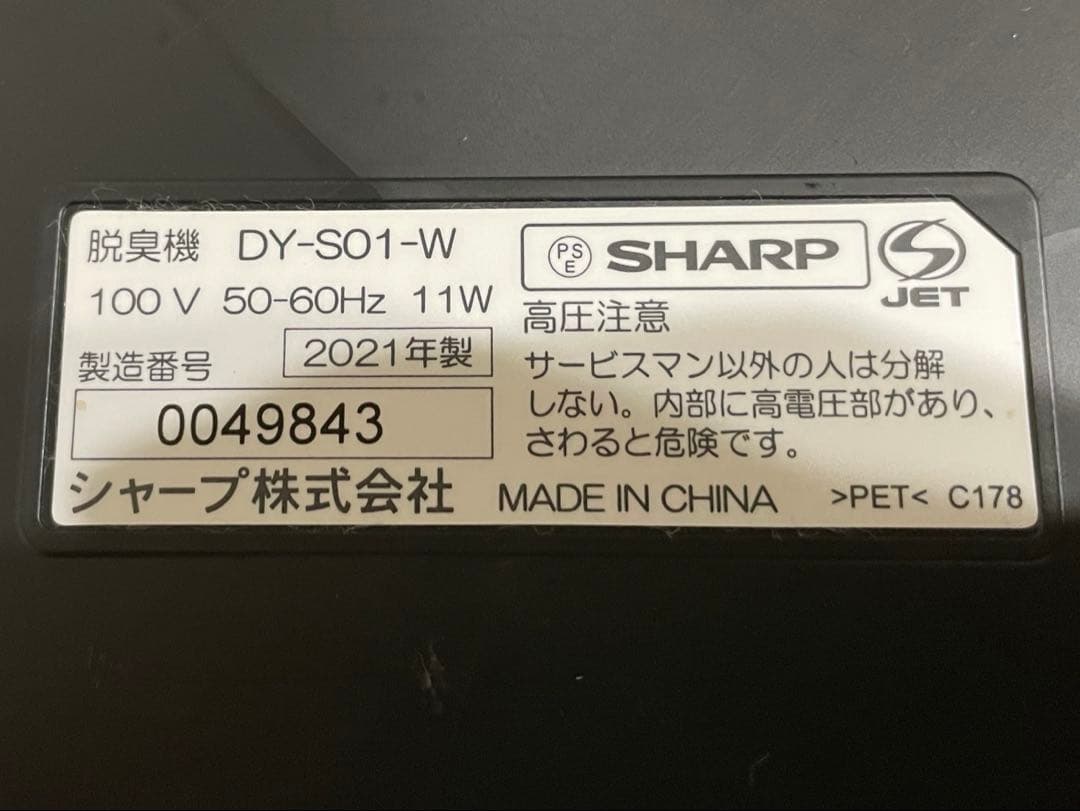 脱臭機 DY-S01-W
100V 50-60Hz 11W
製造番号 2021年製
0049843
シャープ株式会社
PS
E
SHARP
JET
高圧注意
サービスマン以外の人は分解
しない。内部に高電圧部があり、
さわると危険です。
MADE IN CHINA >PET< C178